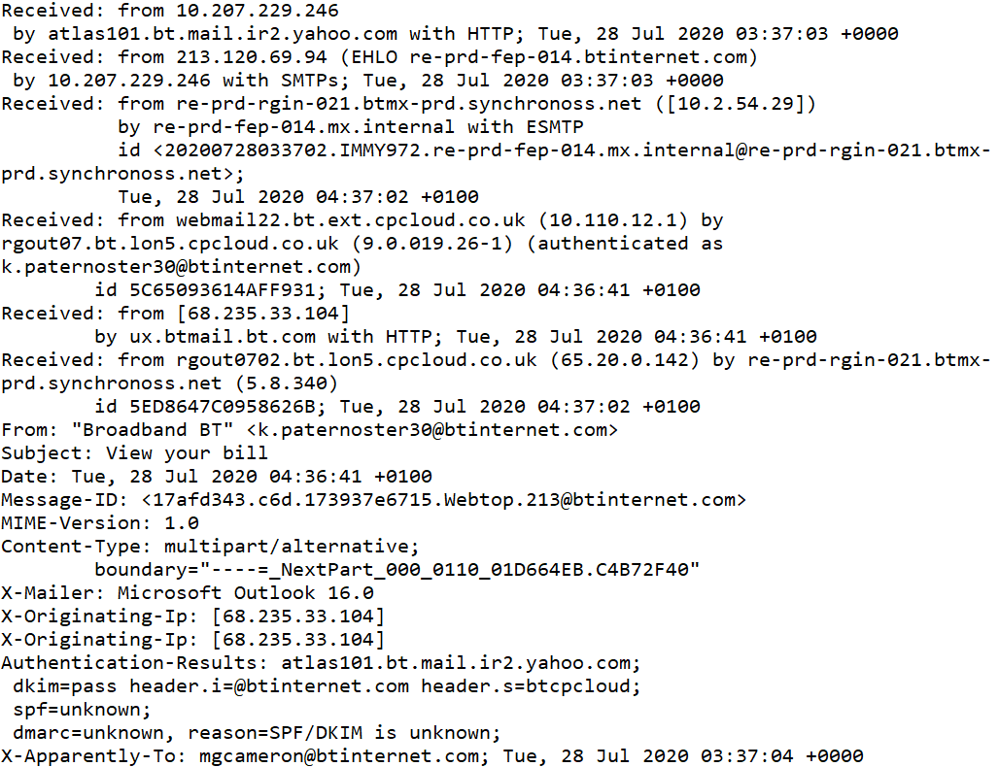 Received: from 10.207.229.246
 by atlas101.bt.mail.ir2.yahoo.com with HTTP; Tue, 28 Jul 2020 03:37:03 +0000
Received: from 213.120.69.94 (EHLO re-prd-fep-014.btinternet.com)
 by 10.207.229.246 with SMTPs; Tue, 28 Jul 2020 03:37:03 +0000
Received: from re-prd-rgin-021.btmx-prd.synchronoss.net ([10.2.54.29])
          by re-prd-fep-014.mx.internal with ESMTP
          id <20200728033702.IMMY972.re-prd-fep-014.mx.internal@re-prd-rgin-021.btmx-
prd.synchronoss.net>;
          Tue, 28 Jul 2020 04:37:02 +0100
Received: from webmail22.bt.ext.cpcloud.co.uk (10.110.12.1) by
rgout07.bt.lon5.cpcloud.co.uk (9.0.019.26-1) (authenticated as
k.paternoster30@btinternet.com)
        id 5C65093614AFF931; Tue, 28 Jul 2020 04:36:41 +0100
Received: from [68.235.33.104]
        by ux.btmail.bt.com with HTTP; Tue, 28 Jul 2020 04:36:41 +0100
Received: from rgout0702.bt.lon5.cpcloud.co.uk (65.20.0.142) by re-prd-rgin-021.btmx-
prd.synchronoss.net (5.8.340)
        id 5ED8647C0958626B; Tue, 28 Jul 2020 04:37:02 +0100
From: "Broadband BT" <k.paternoster30@btinternet.com>
Subject: View your bill
Date: Tue, 28 Jul 2020 04:36:41 +0100
Message-ID: <17afd343.c6d.173937e6715.Webtop.213@btinternet.com>
MIME-Version: 1.0
Content-Type: multipart/alternative;
        boundary="----=_NextPart_000_0110_01D664EB.C4B72F40"
X-Mailer: Microsoft Outlook 16.0
X-Originating-Ip: [68.235.33.104]
X-Originating-Ip: [68.235.33.104]
Authentication-Results: atlas101.bt.mail.ir2.yahoo.com;
 dkim=pass header.i=@btinternet.com header.s=btcpcloud;
 spf=unknown;
 dmarc=unknown, reason=SPF/DKIM is unknown;
X-Apparently-To: mgcameron@btinternet.com; Tue, 28 Jul 2020 03:37:04 +0000